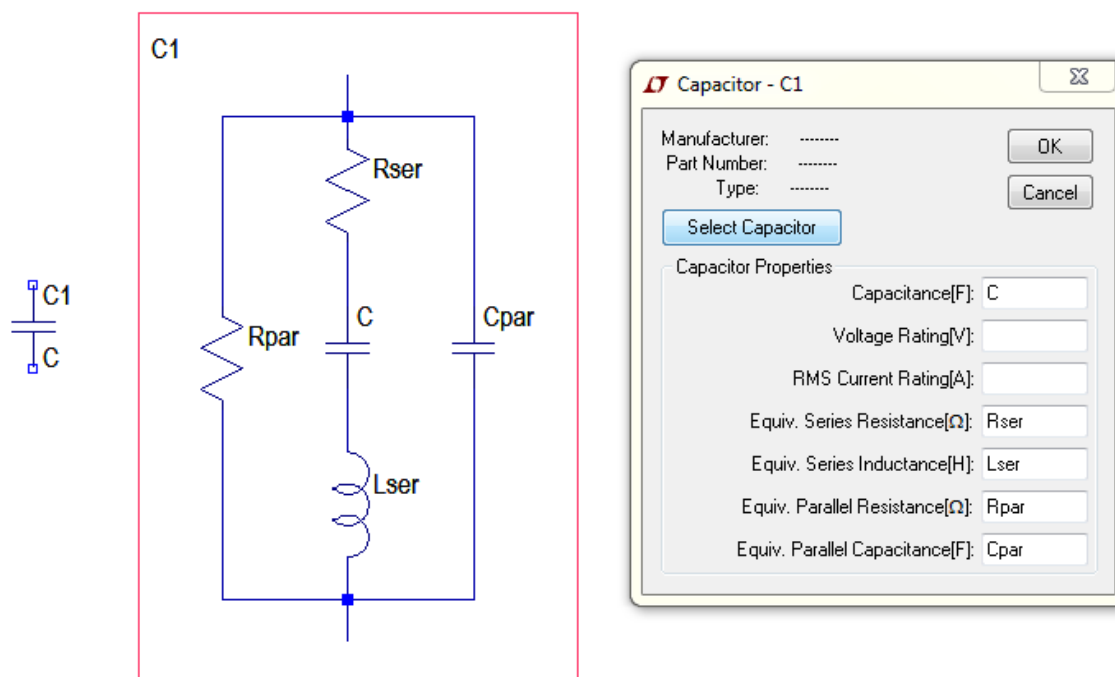 C1
C
C1
Rser
Rpar
C
Cpar
Lser
Capacitor - C1
Manufacturer: --------
Part Number: --------
Type: --------
OK
Cancel
Select Capacitor
Capacitor Properties
Capacitance[F]: C
Voltage Rating[V]:
RMS Current Rating[A]:
Equiv. Series Resistance[Ω]: Rser
Equiv. Series Inductance[H]: Lser
Equiv. Parallel Resistance[Ω]: Rpar
Equiv. Parallel Capacitance[F]: Cpar